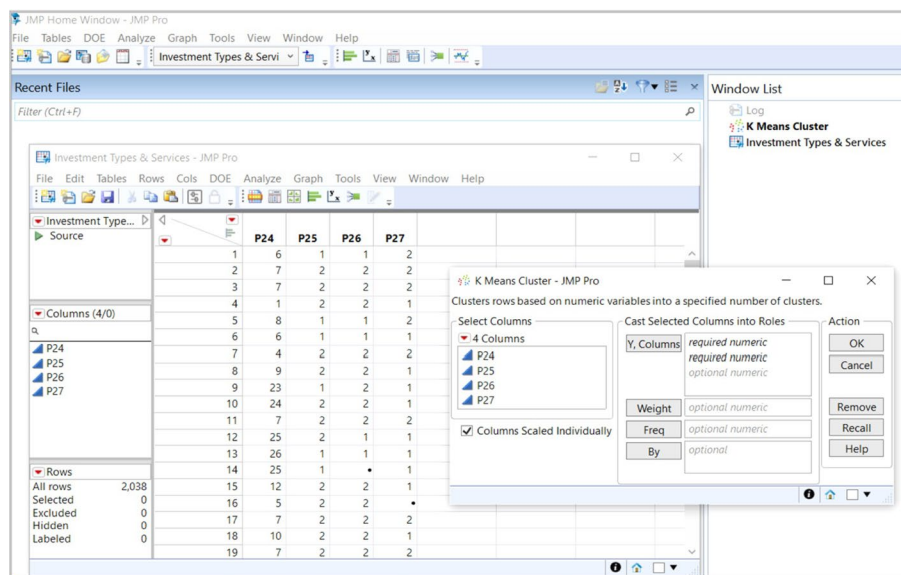 JMP Home Window - JMP Pro
File Tables DOE Analyze Graph Tools View Window Help
Investment Types & Servi
Recent Files
Window List
Filter (Ctrl+F)
Log
K Means Cluster
Investment Types & Services
Investment Types & Services - JMP Pro
File Edit Tables Rows Cols DOE Analyze Graph Tools View Window Help
Investment Type...
Source
P24 P25 P26 P27
1 6 1 1 2
2 7 2 2 2
3 7 2 2 2
4 1 2 2 1
5 8 1 1 2
6 6 1 1 1
7 4 2 2 2
8 9 2 2 1
9 23 1 2 1
10 24 2 2 1
11 7 2 2 2
12 25 2 1 1
13 26 1 1 1
14 25 1 • 1
15 12 2 2 1
16 5 2 2 •
17 7 2 2 2
18 10 2 2 1
19 7 2 2 2
Columns (4/0)
P24
P25
P26
P27
Rows
All rows 2,038
Selected 0
Excluded 0
Hidden 0
Labeled 0
K Means Cluster - JMP Pro
Clusters rows based on numeric variables into a specified number of clusters.
Select Columns
4 Columns
P24
P25
P26
P27
Columns Scaled Individually
Cast Selected Columns into Roles
Y, Columns required numeric
required numeric
optional numeric
Weight optional numeric
Freq optional numeric
By optional
Action
OK
Cancel
Remove
Recall
Help